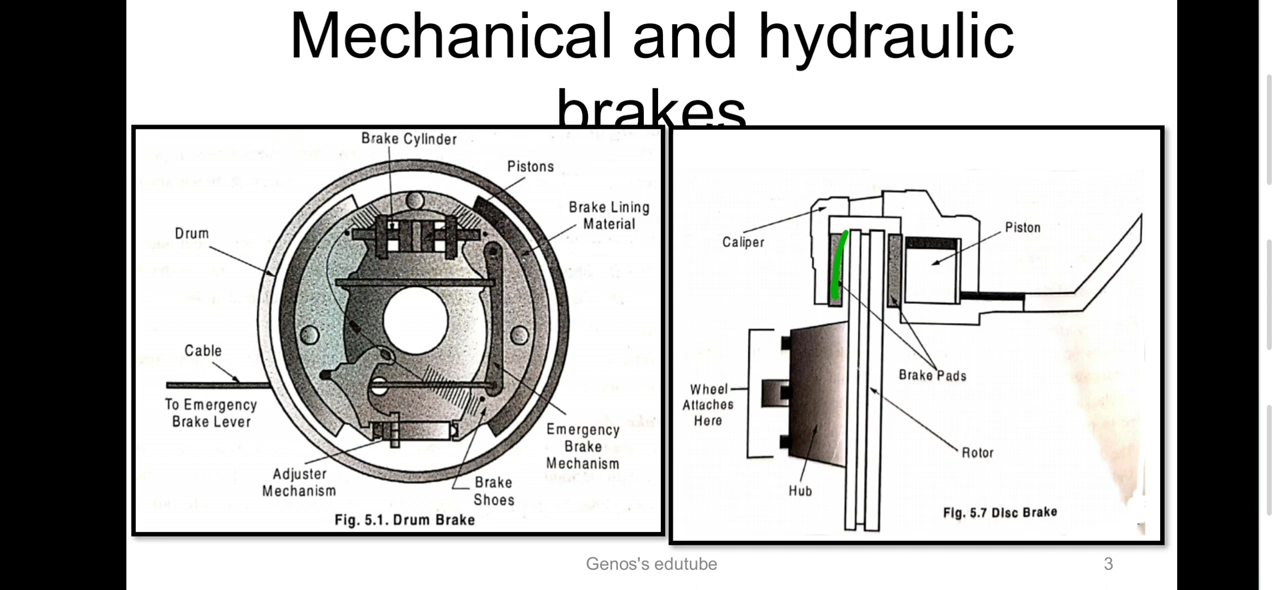 Mechanical and hydraulic
brakes
Brake Cylinder
Pistons
Brake Lining
Material
Drum
Cable
To Emergency
Brake Lever
Adjuster
Mechanism
Brake
Shoes
Emergency
Brake
Mechanism
Fig. 5.1. Drum Brake
Caliper
Piston
Brake Pads
Wheel
Attaches
Here
Rotor
Hub
Fig. 5.7 Disc Brake
Genos's edutube
3